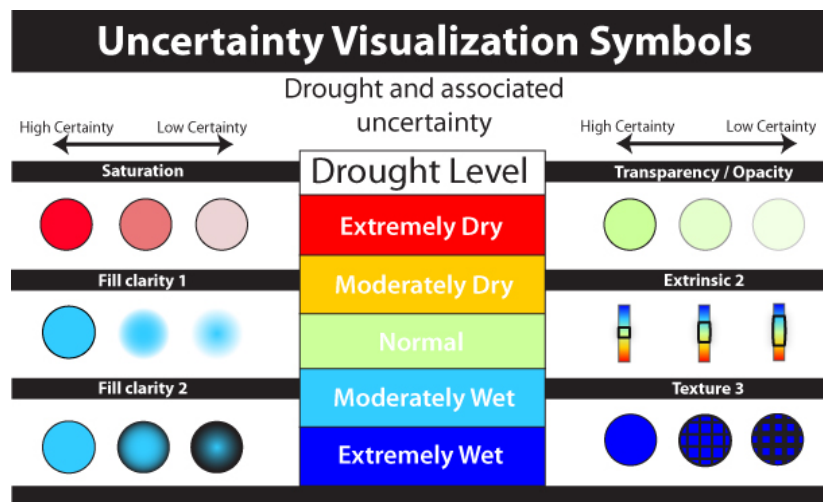 Uncertainty Visualization Symbols
Drought and associated
uncertainty
High Certainty Low Certainty
High Certainty Low Certainty
Saturation
Drought Level
Transparency / Opacity
Extremely Dry
Fill clarity 1
Moderately Dry
Extrinsic 2
Normal
Fill clarity 2
Moderately Wet
Texture 3
Extremely Wet